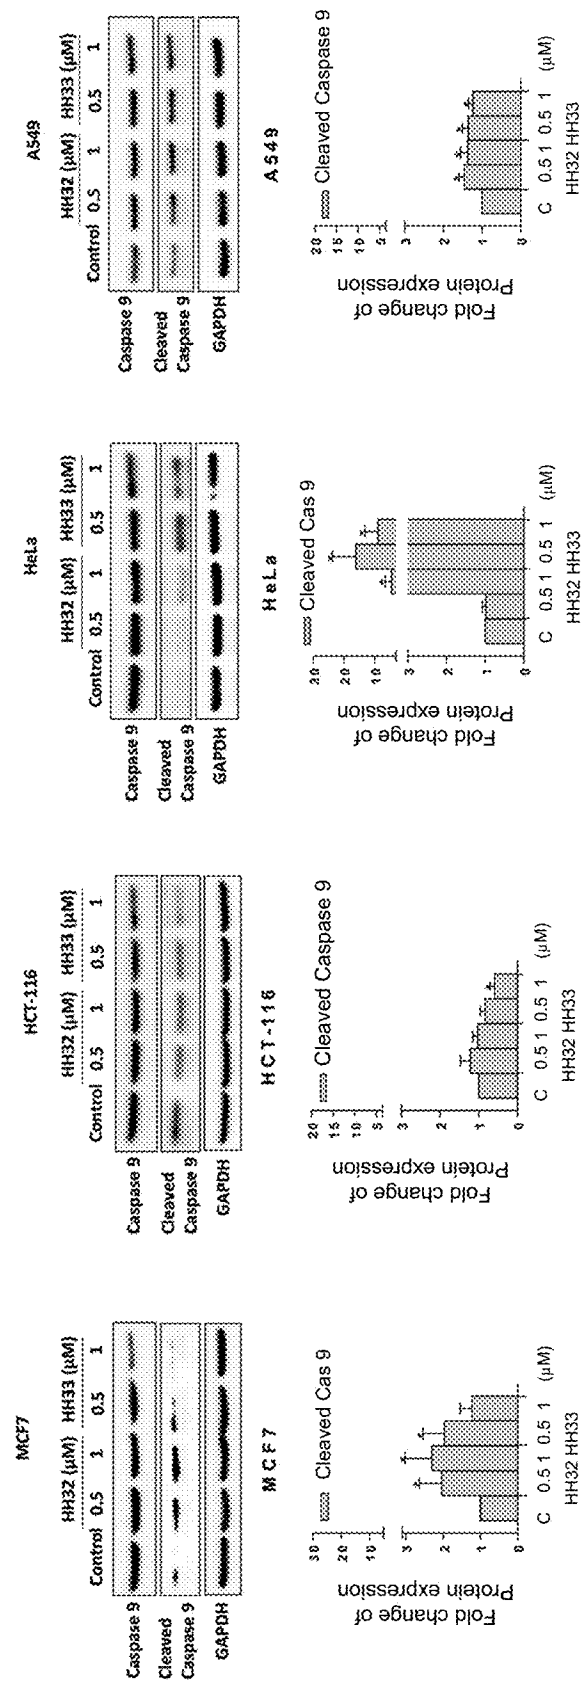 MCF7
HH32 (µM) HH33 (µM)
Control 0.5 1 0.5 1
Caspase 9
Cleaved
Caspase 9
GAPDH
MCF7
Cleaved Cas 9
Fold change of
Protein expression
30
20
10
3
2
1
0
C 0.5 1 0.5 1 (µM)
HH32 HH33
HCT-116
HH32 (µM) HH33 (µM)
Control 0.5 1 0.5 1
Caspase 9
Cleaved
Caspase 9
GAPDH
HCT-116
Cleaved Caspase 9
Fold change of
Protein expression
20
15
10
5
3
2
1
0
C 0.5 1 0.5 1 (µM)
HH32 HH33
HeLa
HH32 (µM) HH33 (µM)
Control 0.5 1 0.5 1
Caspase 9
Cleaved
Caspase 9
GAPDH
HeLa
Cleaved Cas 9
Fold change of
Protein expression
20
10
3
2
1
0
C 0.5 1 0.5 1 (µM)
HH32 HH33
A549
HH32 (µM) HH33 (µM)
Control 0.5 1 0.5 1
Caspase 9
Cleaved
Caspase 9
GAPDH
A549
Cleaved Caspase 9
Fold change of
Protein expression
20
15
10
5
3
2
1
0
C 0.5 1 0.5 1 (µM)
HH32 HH33